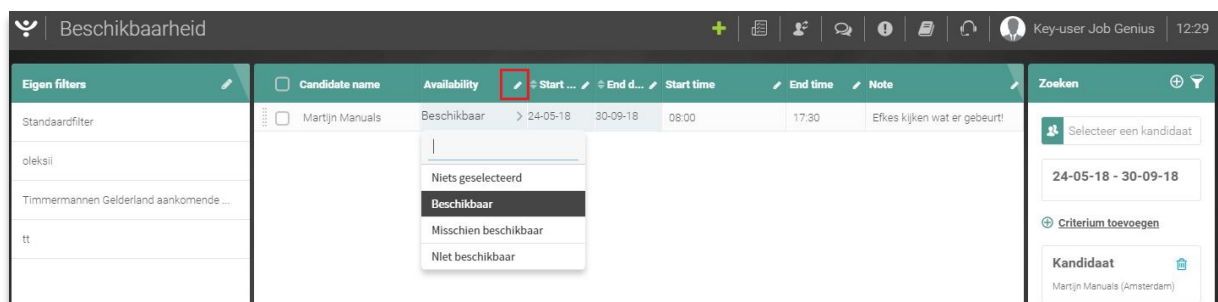 Beschikbaarheid
Key-user Job Genius
12:29
Eigen filters
Standaardfilter
oleksii
Timmermannen Gelderland aankomende ...
tt
Candidate name Availability Start ... End d... Start time End time Note
Martijn Manuals Beschikbaar 24-05-18 30-09-18 08:00 17:30 Efkes kijken wat er gebeurt!
Niets geselecteerd
Beschikbaar
Misschien beschikbaar
NIet beschikbaar
Zoeken
Selecteer een kandidaat
24-05-18 - 30-09-18
Criterium toevoegen
Kandidaat
Martijn Manuals (Amsterdam)